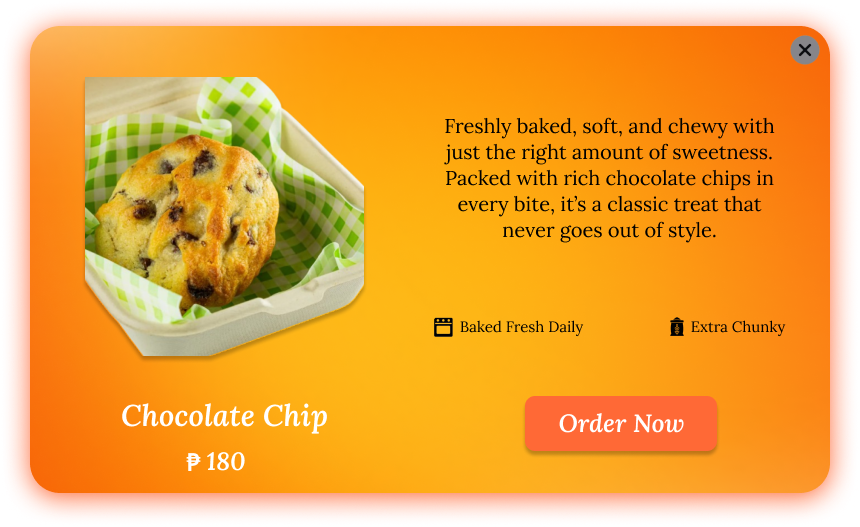 Freshly baked, soft, and chewy with
just the right amount of sweetness.
Packed with rich chocolate chips in
every bite, it’s a classic treat that
never goes out of style.
Baked Fresh Daily
Extra Chunky
Chocolate Chip
₱ 180
Order Now